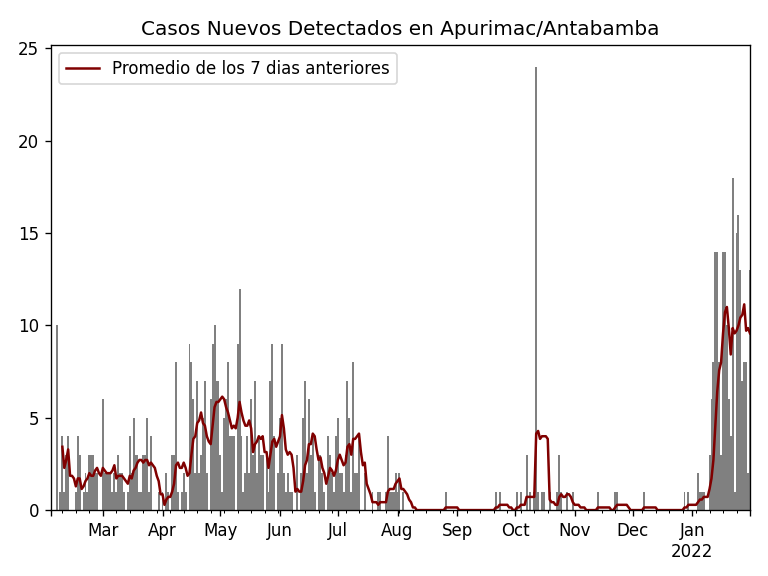 Casos Nuevos Detectados en Apurimac/Antabamba
Promedio de los 7 dias anteriores
25
20
15
10
5
0
Mar Apr May Jun Jul Aug Sep Oct Nov Dec Jan
2022